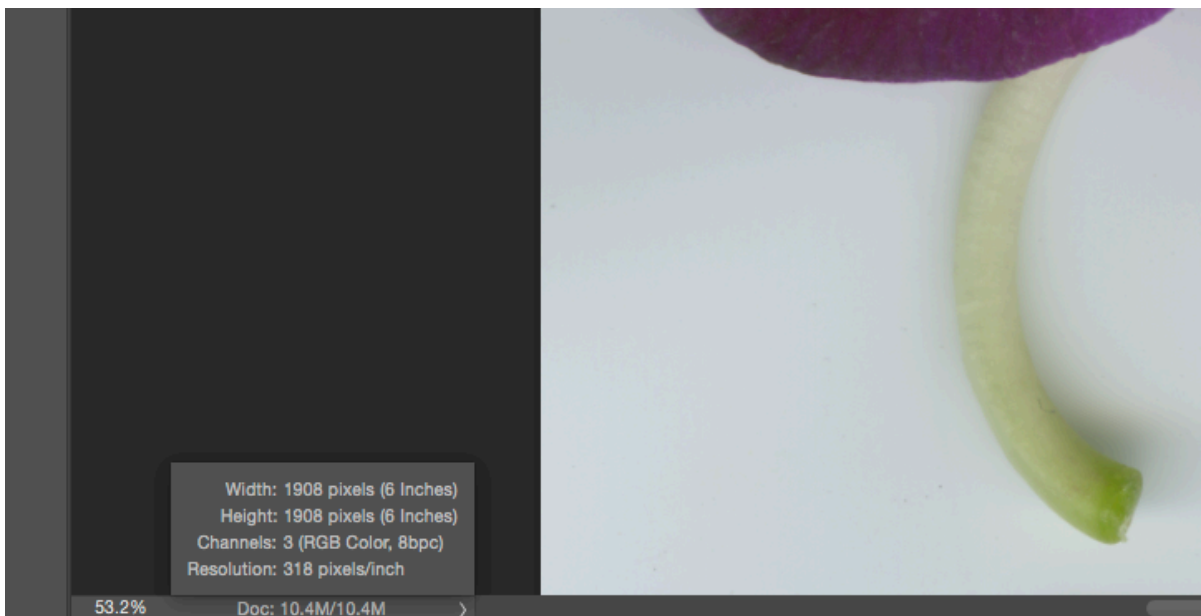 Width: 1908 pixels (6 Inches)
Height: 1908 pixels (6 Inches)
Channels: 3 (RGB Color, 8bpc)
Resolution: 318 pixels/inch
53.2% Doc: 10.4M/10.4M